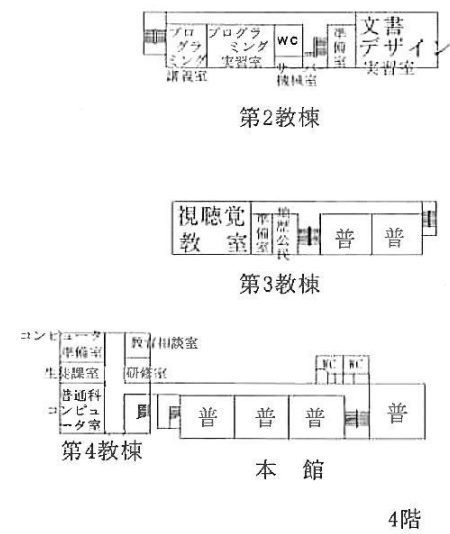 プロ
グラ
ミング
講義室
プログラ
ミング
実習室
WC
サーバー
機械室
準
備
室
文書
デザイン
実習室
第2教棟
視聴覚
教 室
準
備
室
地歴公民
普 普
第3教棟
コンピュータ
準備室
教育相談室
生徒課室
研修室
普通科
コンピュ
ータ室
WC WC
普 普 普 普
第4教棟
本 館
4階